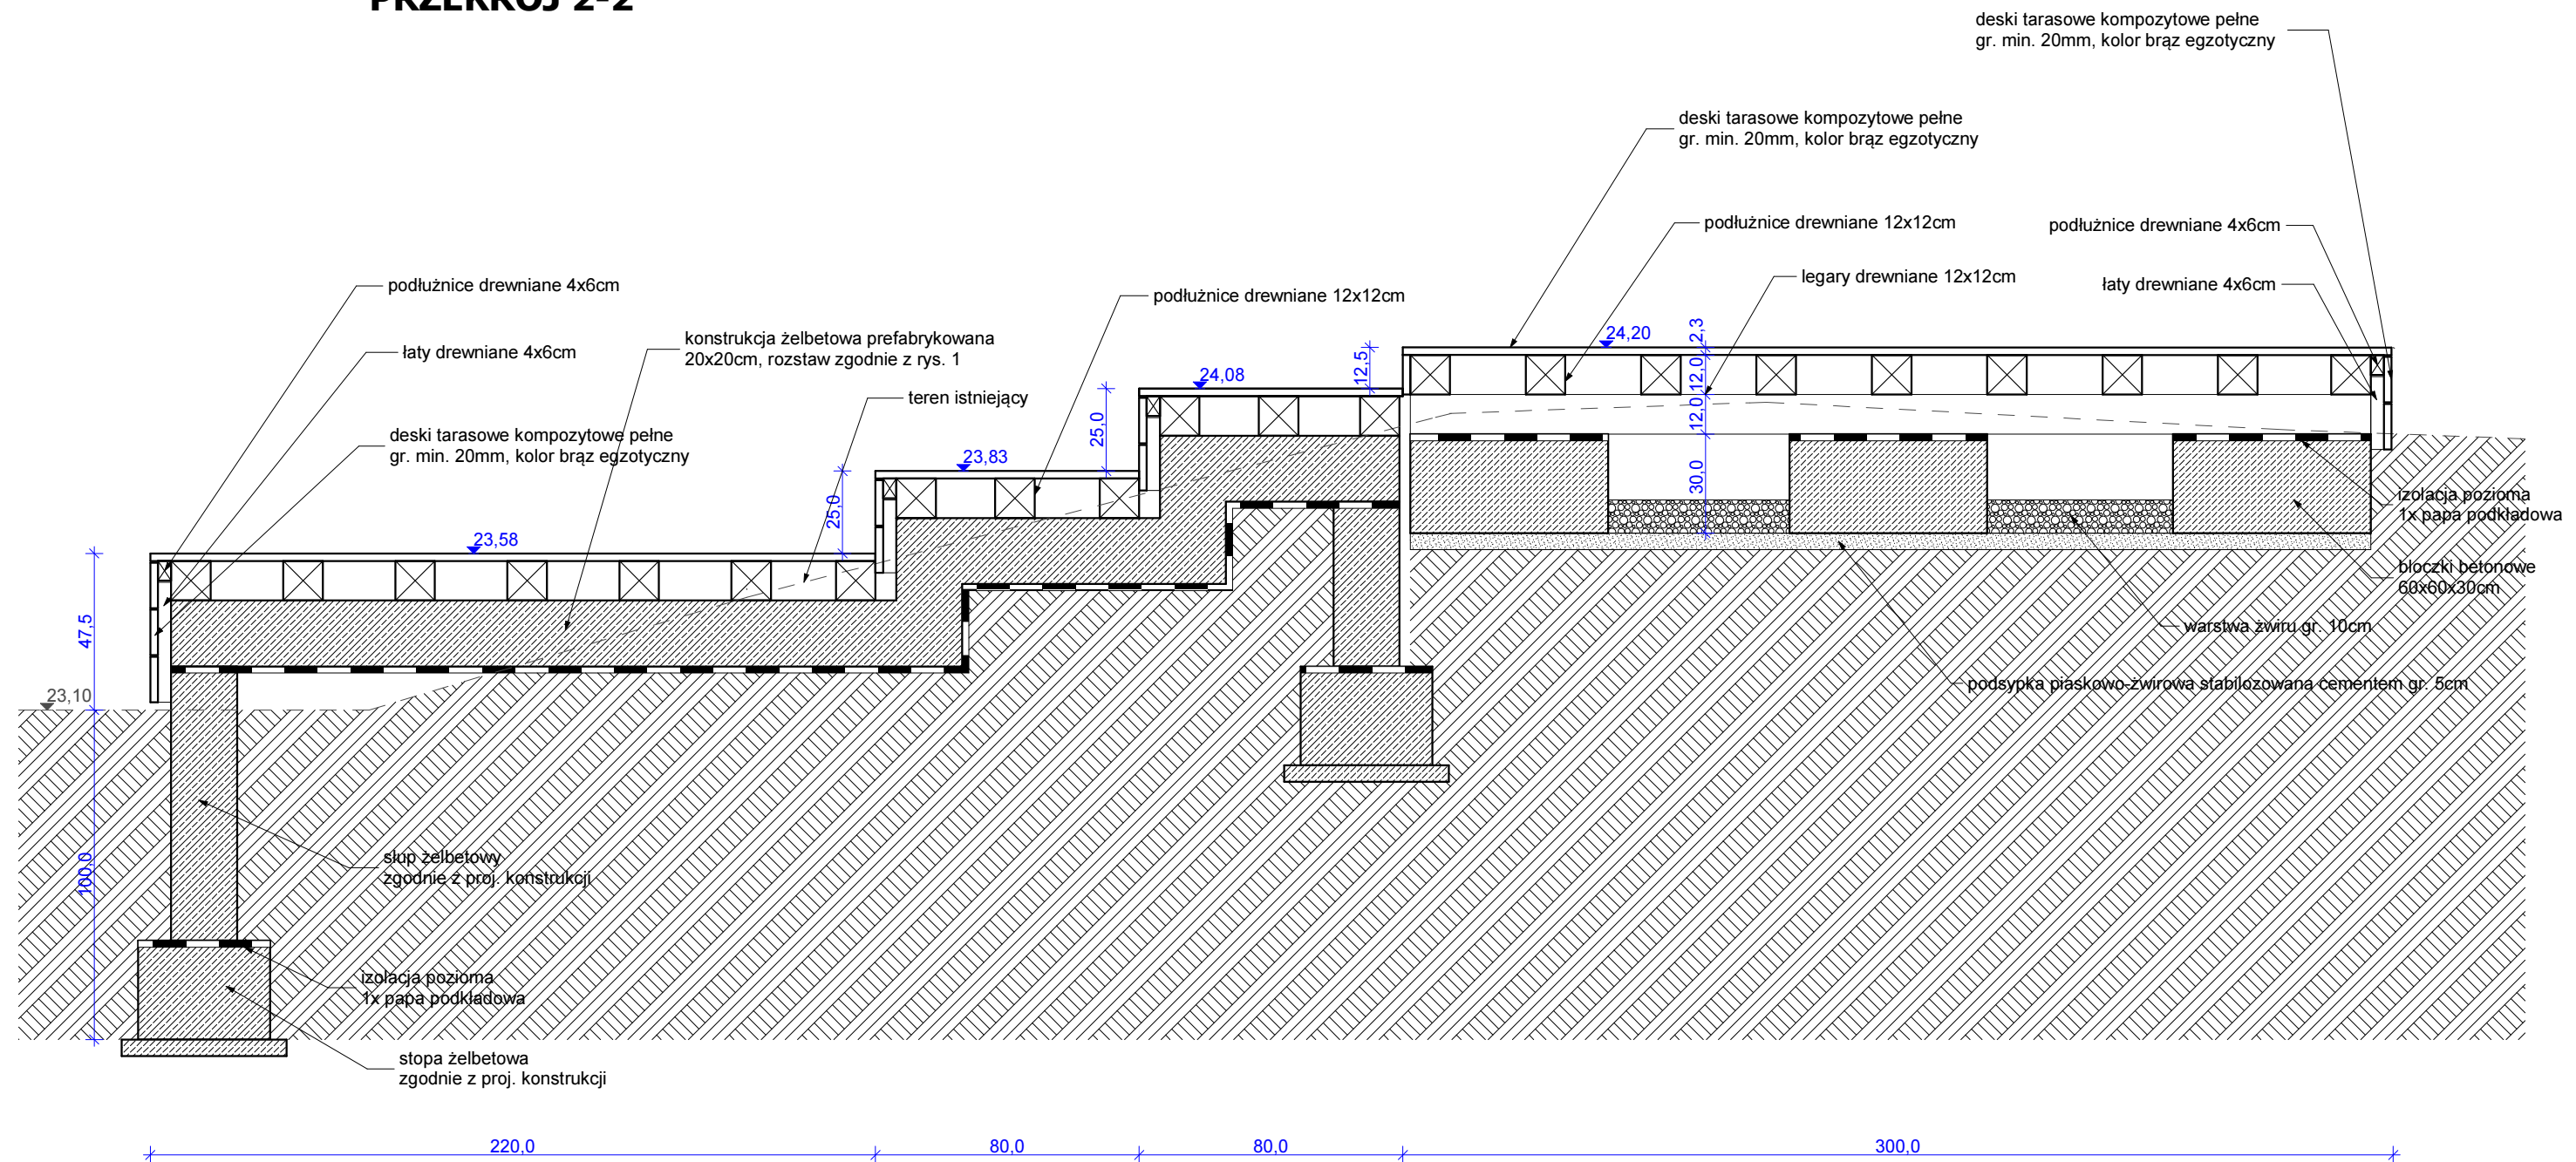 PRZEKRÓJ 2-2
deski tarasowe kompozytowe pełne
gr. min. 20mm, kolor brąz egzotyczny
deski tarasowe kompozytowe pełne
gr. min. 20mm, kolor brąz egzotyczny
podłużnice drewniane 12x12cm
podłużnice drewniane 4x6cm
legary drewniane 12x12cm
łaty drewniane 4x6cm
podłużnice drewniane 4x6cm
podłużnice drewniane 12x12cm
konstrukcja żelbetowa prefabrykowana
20x20cm, rozstaw zgodnie z rys. 1
łaty drewniane 4x6cm
teren istniejący
deski tarasowe kompozytowe pełne
gr. min. 20mm, kolor brąz egzotyczny
24,20
2,3
12,0
12,0
30,0
12,5
24,08
25,0
23,83
25,0
23,58
47,5
23,10
100,0
izolacja pozioma
1x papa podkładowa
bloczki betonowe
60x60x30cm
warstwa żwiru gr. 10cm
podsypka piaskowo-żwirowa stabilozowana cementem gr. 5cm
słup żelbetowy
zgodnie z proj. konstrukcji
izolacja pozioma
1x papa podkładowa
stopa żelbetowa
zgodnie z proj. konstrukcji
220,0
80,0
80,0
300,0